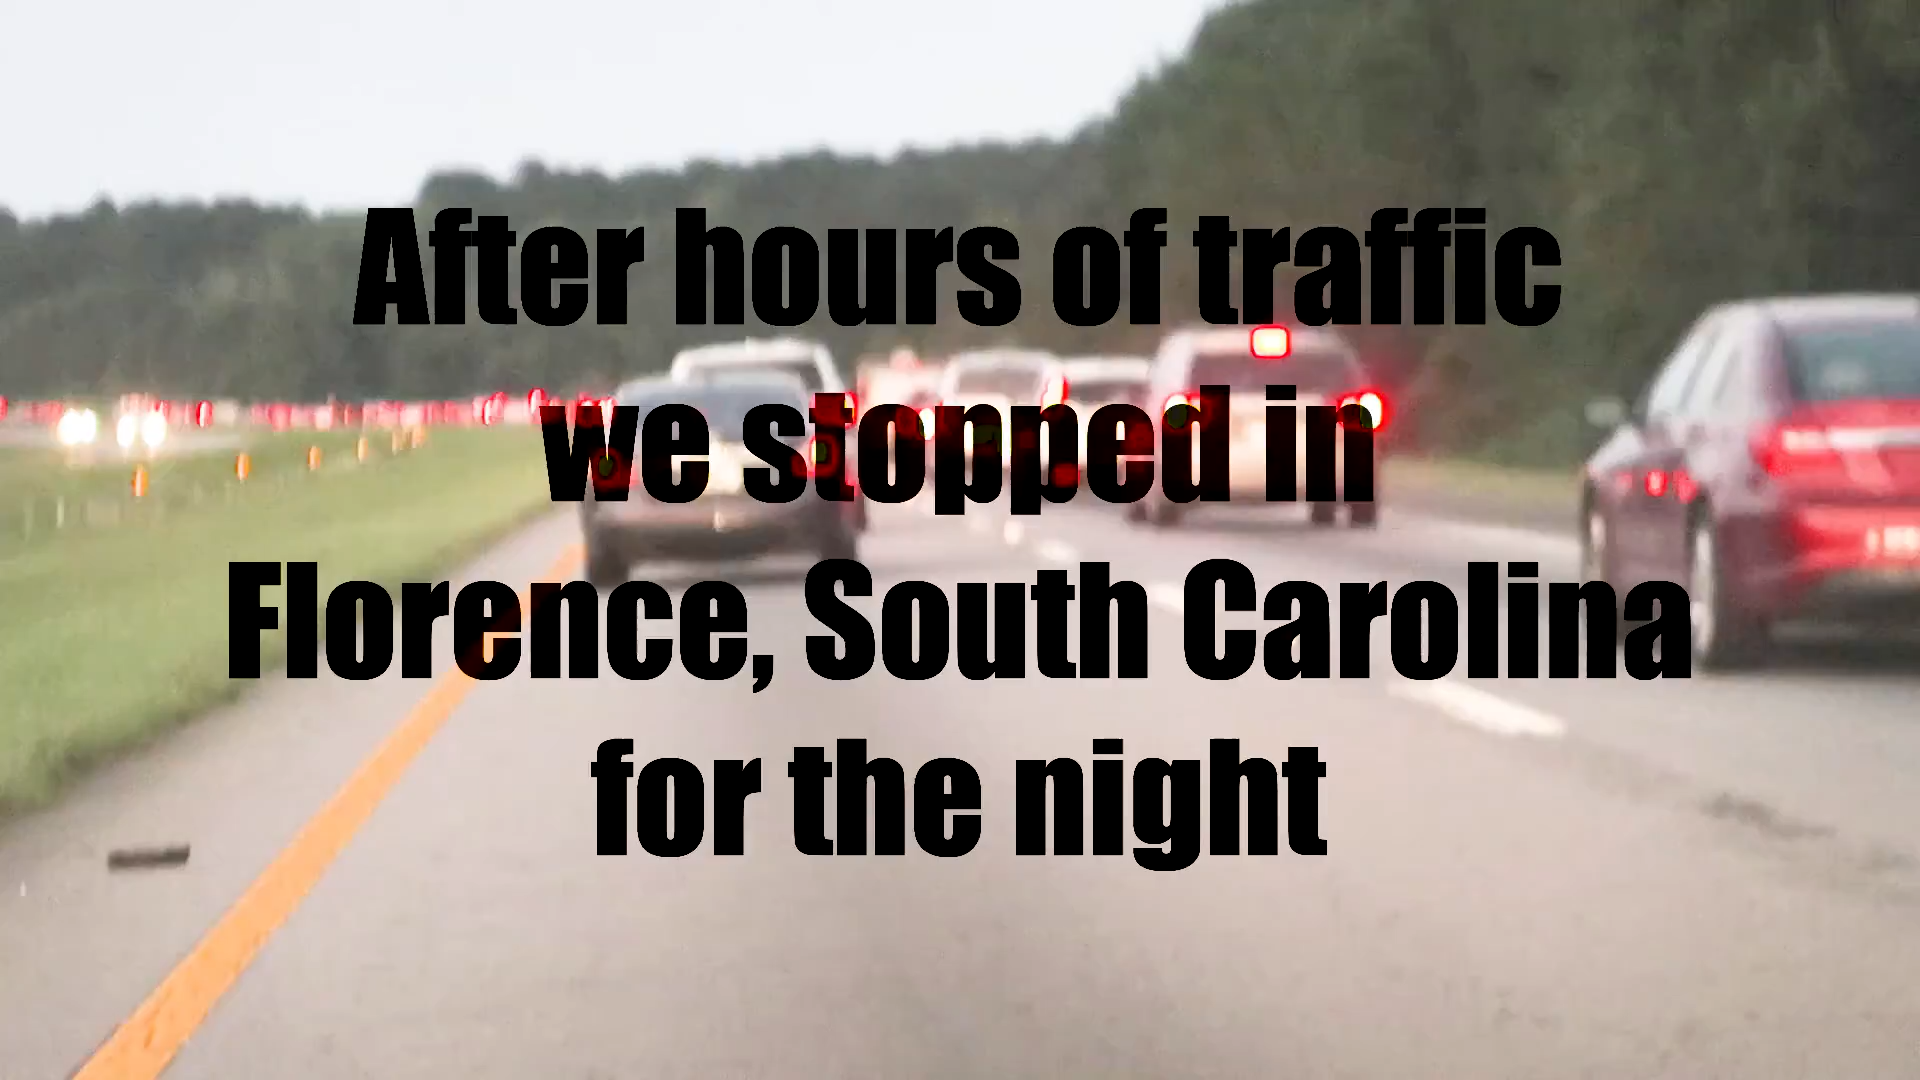 After hours of traffic
we stopped in
Florence, South Carolina
for the night